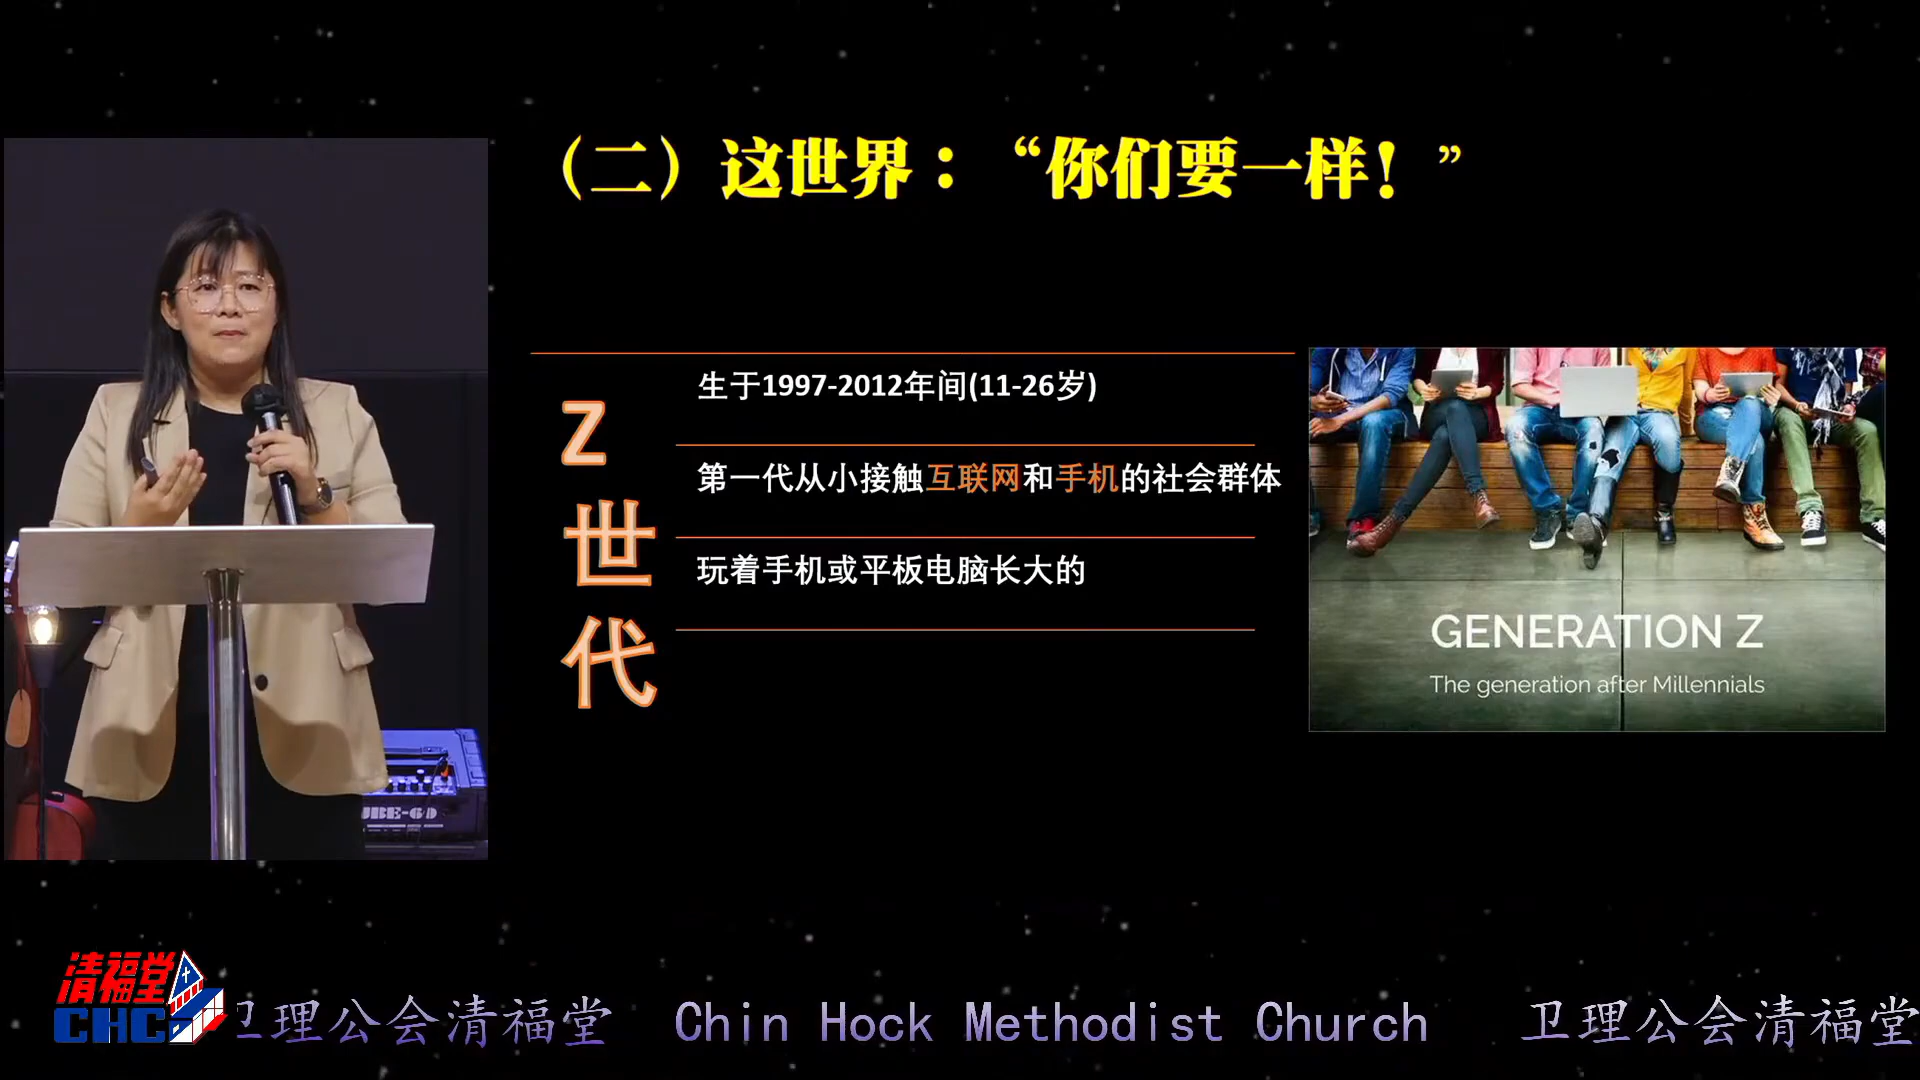 （二）这世界：“你们要一样！”
Z
世
代
生于1997-2012年间(11-26岁)
第一代从小接触互联网和手机的社会群体
玩着手机或平板电脑长大的
GENERATION Z
The generation after Millennials
CUBE-60
清福堂
CHC
卫理公会清福堂 Chin Hock Methodist Church 卫理公会清福堂